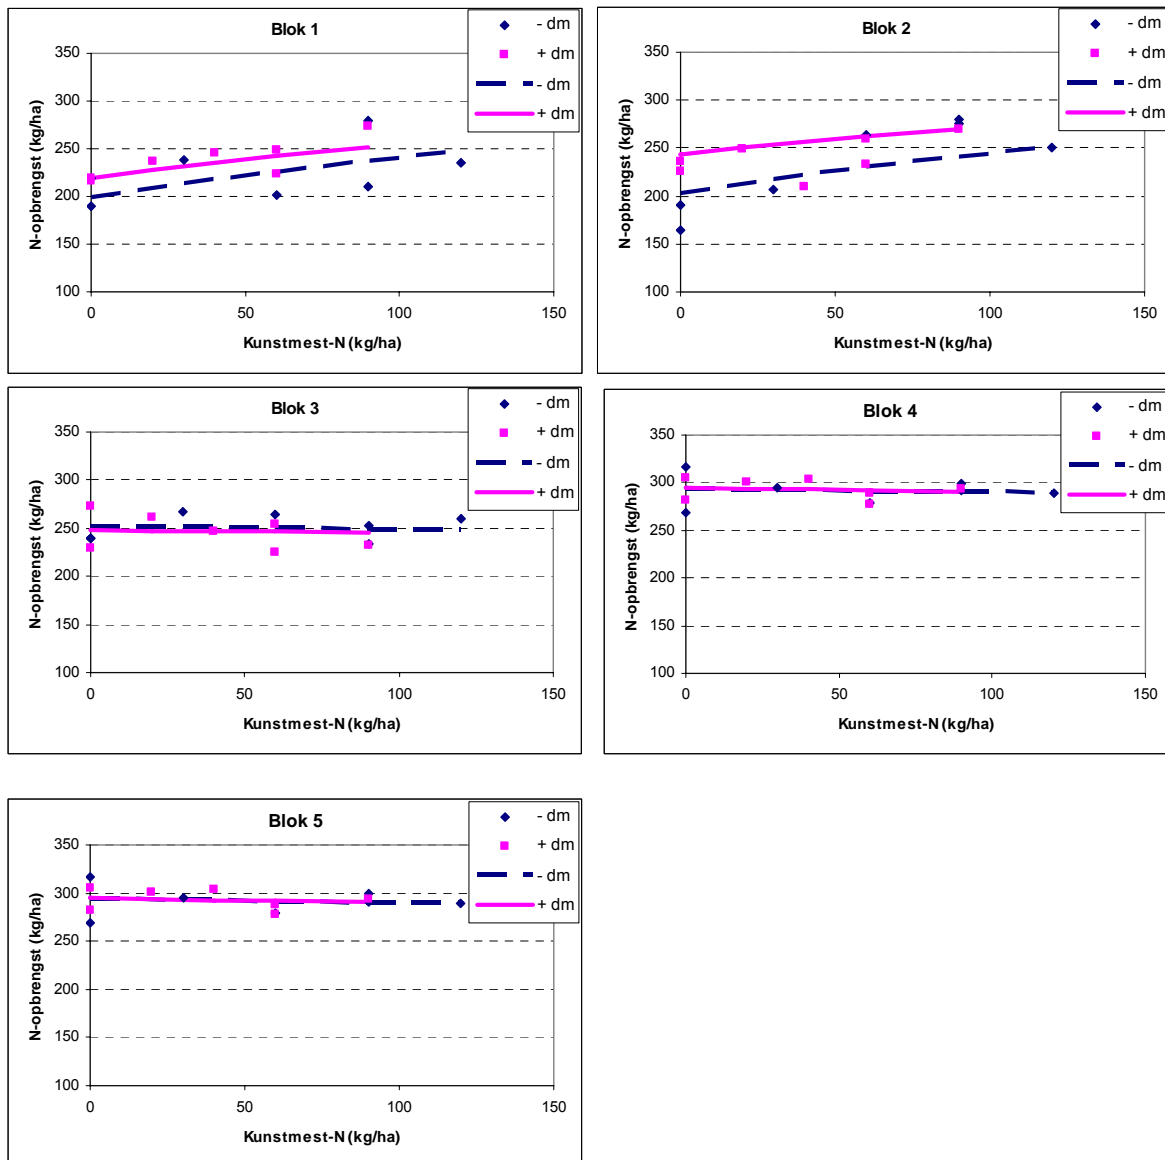 Blok 1
- dm
+ dm
- dm
+ dm
N-opbrengst (kg/ha)
350
300
250
200
150
100
0
50
100
150
Kunstmest-N (kg/ha)
Blok 2
- dm
+ dm
- dm
+ dm
N-opbrengst (kg/ha)
350
300
250
200
150
100
0
50
100
150
Kunstmest-N (kg/ha)
Blok 3
- dm
+ dm
- dm
+ dm
N-opbrengst (kg/ha)
350
300
250
200
150
100
0
50
100
150
Kunstmest-N (kg/ha)
Blok 4
- dm
+ dm
- dm
+ dm
N-opbrengst (kg/ha)
350
300
250
200
150
100
0
50
100
150
Kunstmest-N (kg/ha)
Blok 5
- dm
+ dm
- dm
+ dm
N-opbrengst (kg/ha)
350
300
250
200
150
100
0
50
100
150
Kunstmest-N (kg/ha)